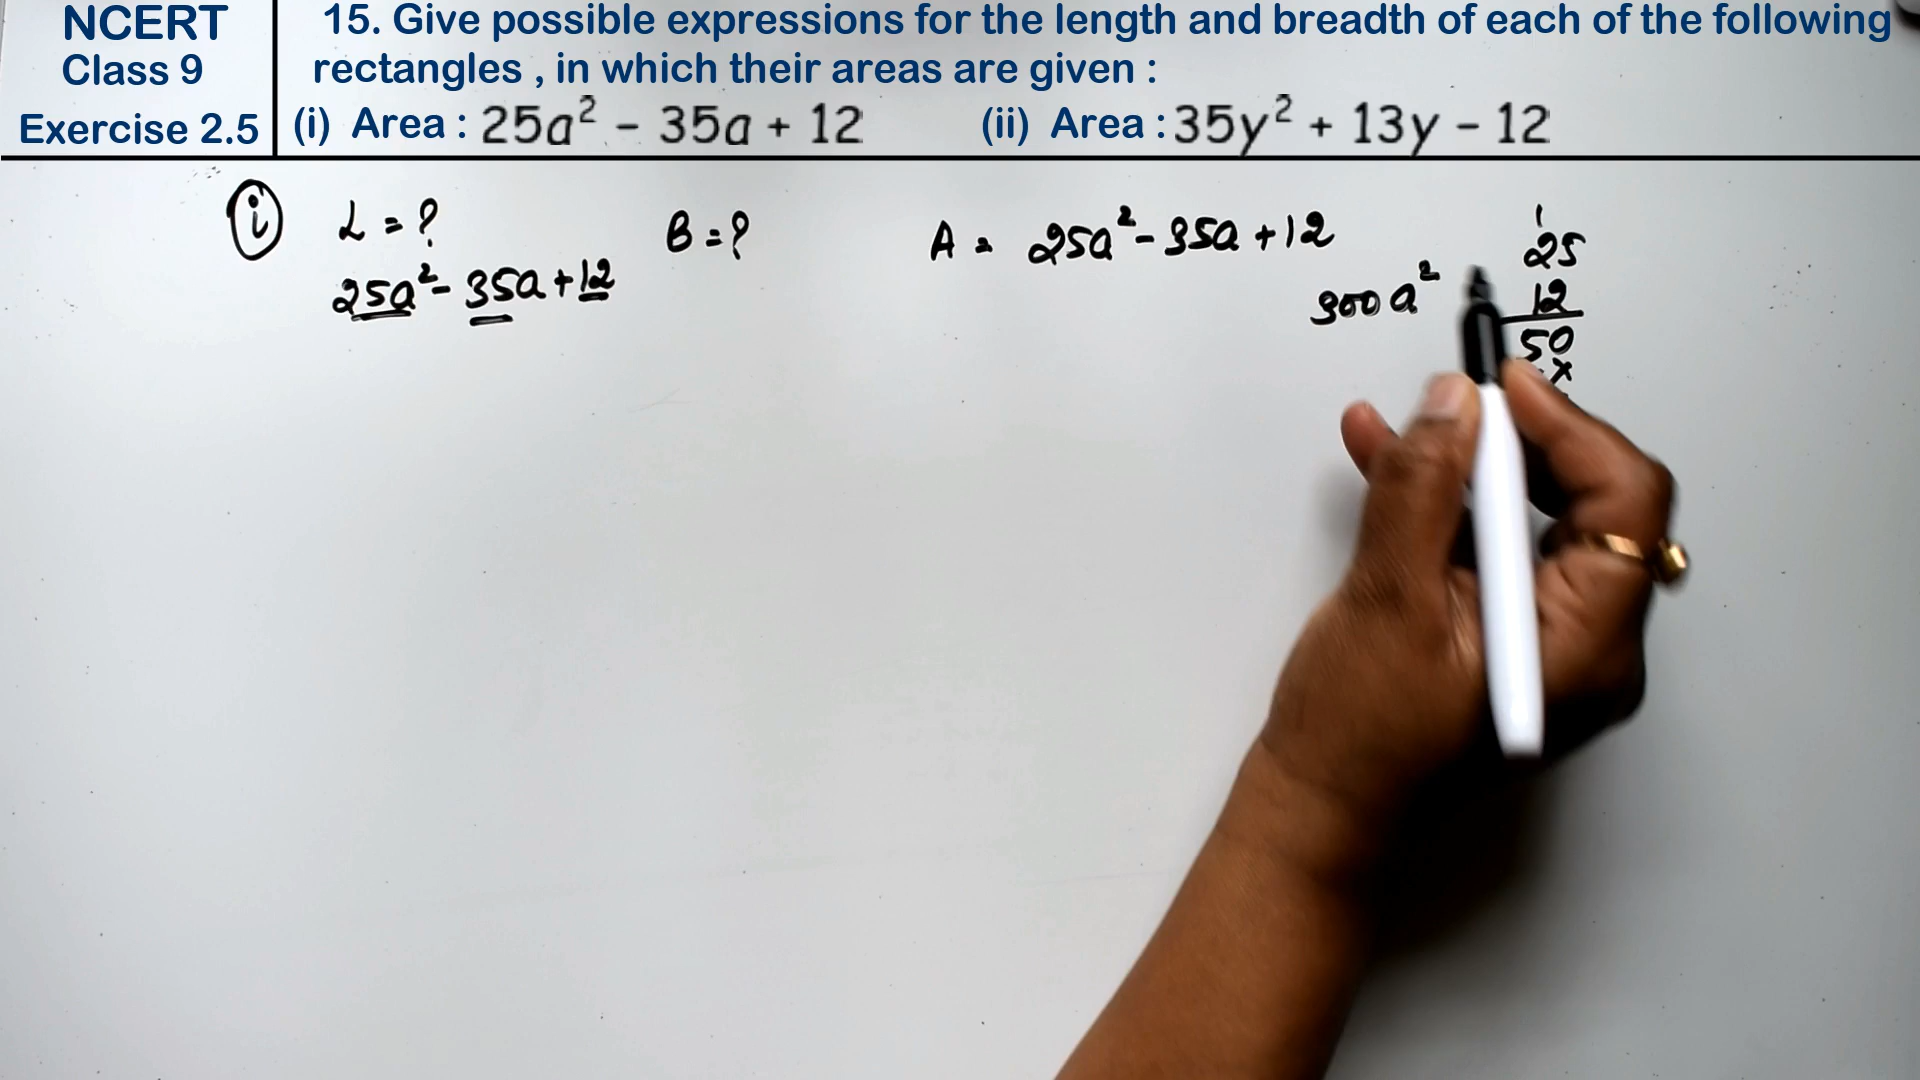 NCERT
Class 9
Exercise 2.5
15. Give possible expressions for the length and breadth of each of the following
rectangles , in which their areas are given :
(i) Area : 25a² - 35a + 12 (ii) Area : 35y² + 13y - 12
(i) L = ? B = ? A = 25a² - 35a + 12
25a² - 35a + 12
300a²
1
25
12
50
x